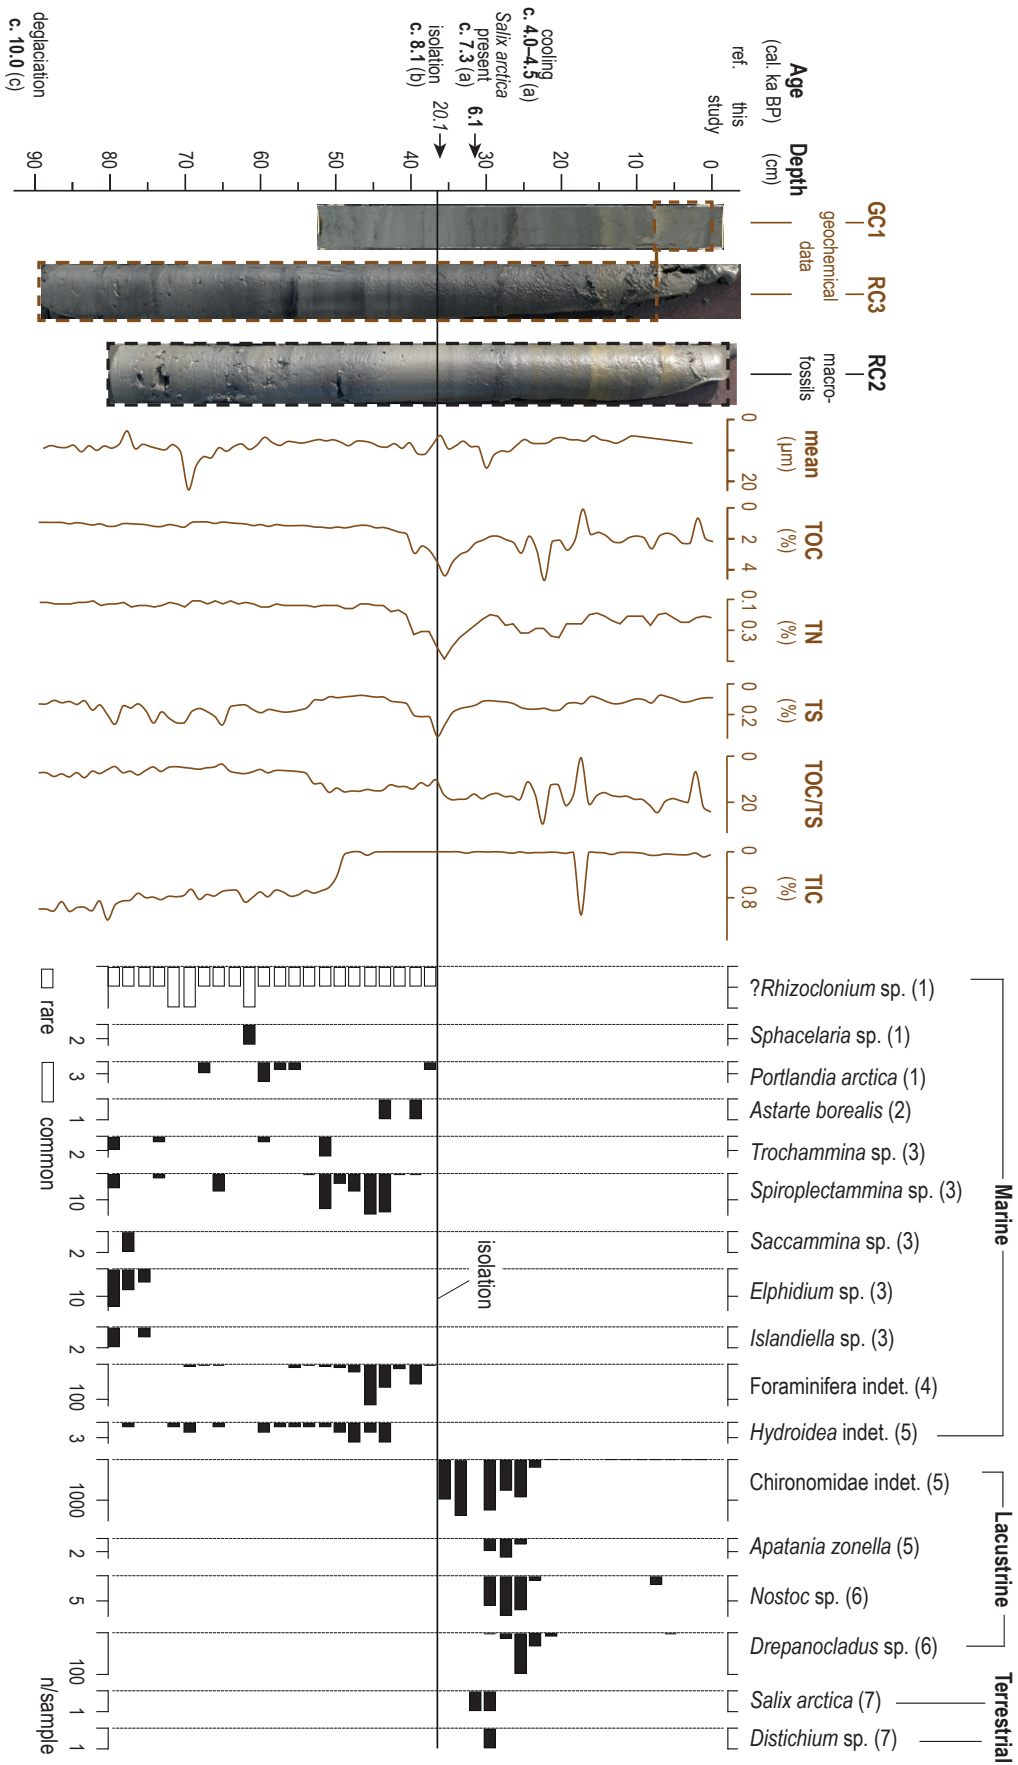 Age
(cal. ka BP)
ref.
this
study
Depth
(cm)
cooling
c. 4.0–4.5 (a)
Salix arctica
present
c. 7.3 (a)
isolation
c. 8.1 (b)
deglaciation
c. 10.0 (c)
6.1
20.1
0
10
20
30
40
50
60
70
80
90
GC1
RC3
geochemical
data
RC2
macro-
fossils
mean
(µm)
0
20
TOC
(%)
0
2
4
TN
(%)
0.1
0.3
TS
(%)
0
0.2
TOC/TS
0
20
TIC
(%)
0
0.8
Marine
?Rhizoclonium sp. (1)
Sphacelaria sp. (1)
Portlandia arctica (1)
Astarte borealis (2)
Trochammina sp. (3)
Spiroplectammina sp. (3)
Saccammina sp. (3)
Elphidium sp. (3)
Islandiella sp. (3)
Foraminifera indet. (4)
Hydroidea indet. (5)
Lacustrine
Chironomidae indet. (5)
Apatania zonella (5)
Nostoc sp. (6)
Drepanocladus sp. (6)
Terrestrial
Salix arctica (7)
Distichium sp. (7)
isolation
rare
common
2
3
1
2
10
2
10
2
100
3
1000
2
5
100
1
1
n/sample